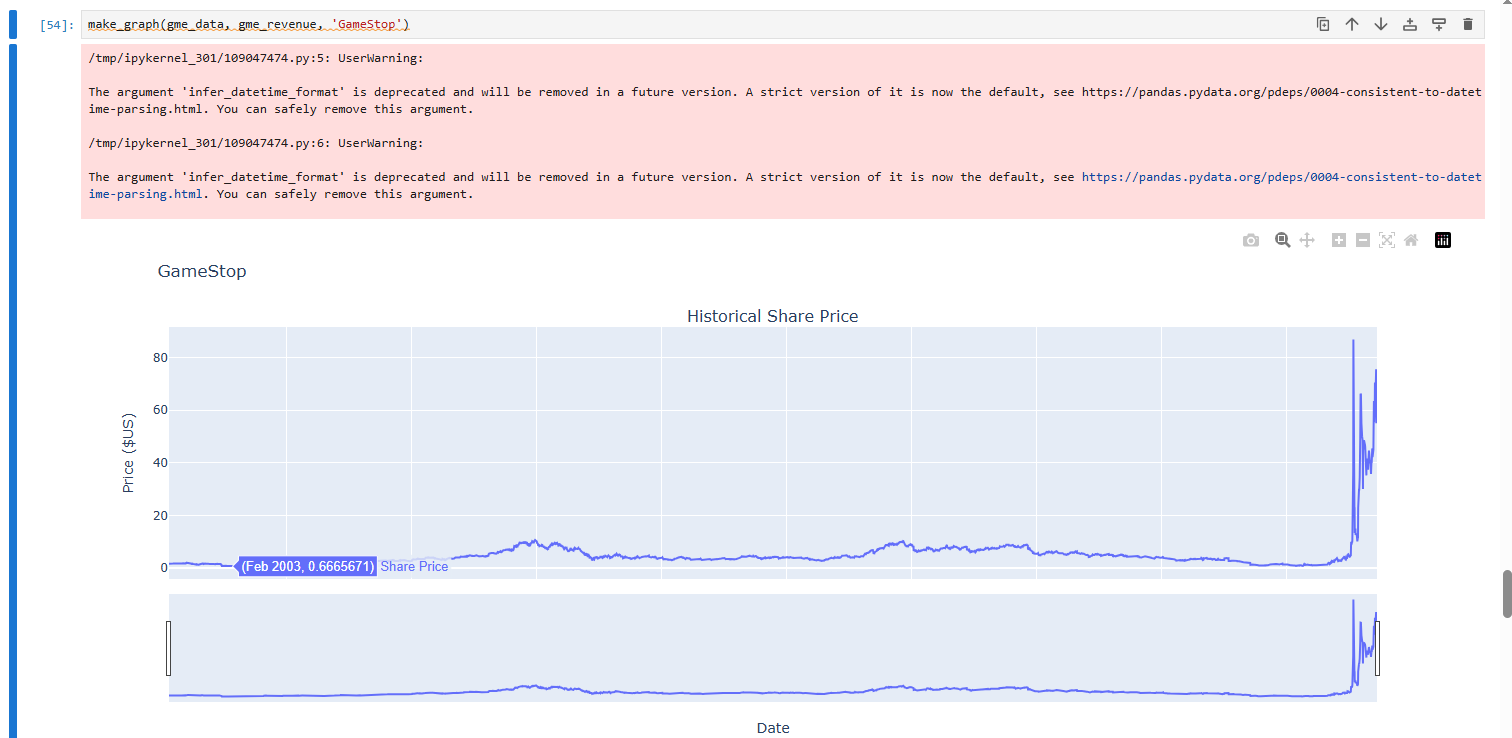 [54]: make_graph(gme_data, gme_revenue, 'GameStop')
/tmp/ipykernel_301/109047474.py:5: UserWarning:
The argument 'infer_datetime_format' is deprecated and will be removed in a future version. A strict version of it is now the default, see https://pandas.pydata.org/pdeps/0004-consistent-to-datet
ime-parsing.html. You can safely remove this argument.
/tmp/ipykernel_301/109047474.py:6: UserWarning:
The argument 'infer_datetime_format' is deprecated and will be removed in a future version. A strict version of it is now the default, see https://pandas.pydata.org/pdeps/0004-consistent-to-datet
ime-parsing.html. You can safely remove this argument.
GameStop
Historical Share Price
80
60
40
20
0
Price ($US)
(Feb 2003, 0.6665671) Share Price
Date